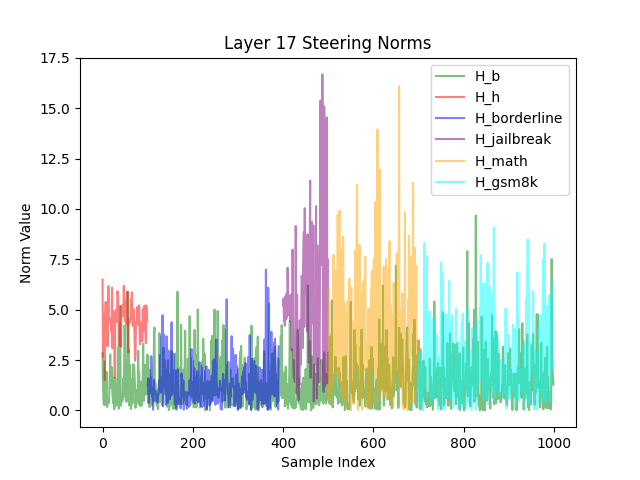 Layer 17 Steering Norms
17.5
15.0
12.5
10.0
7.5
5.0
2.5
0.0
Norm Value
H_b
H_h
H_borderline
H_jailbreak
H_math
H_gsm8k
0 200 400 600 800 1000
Sample Index